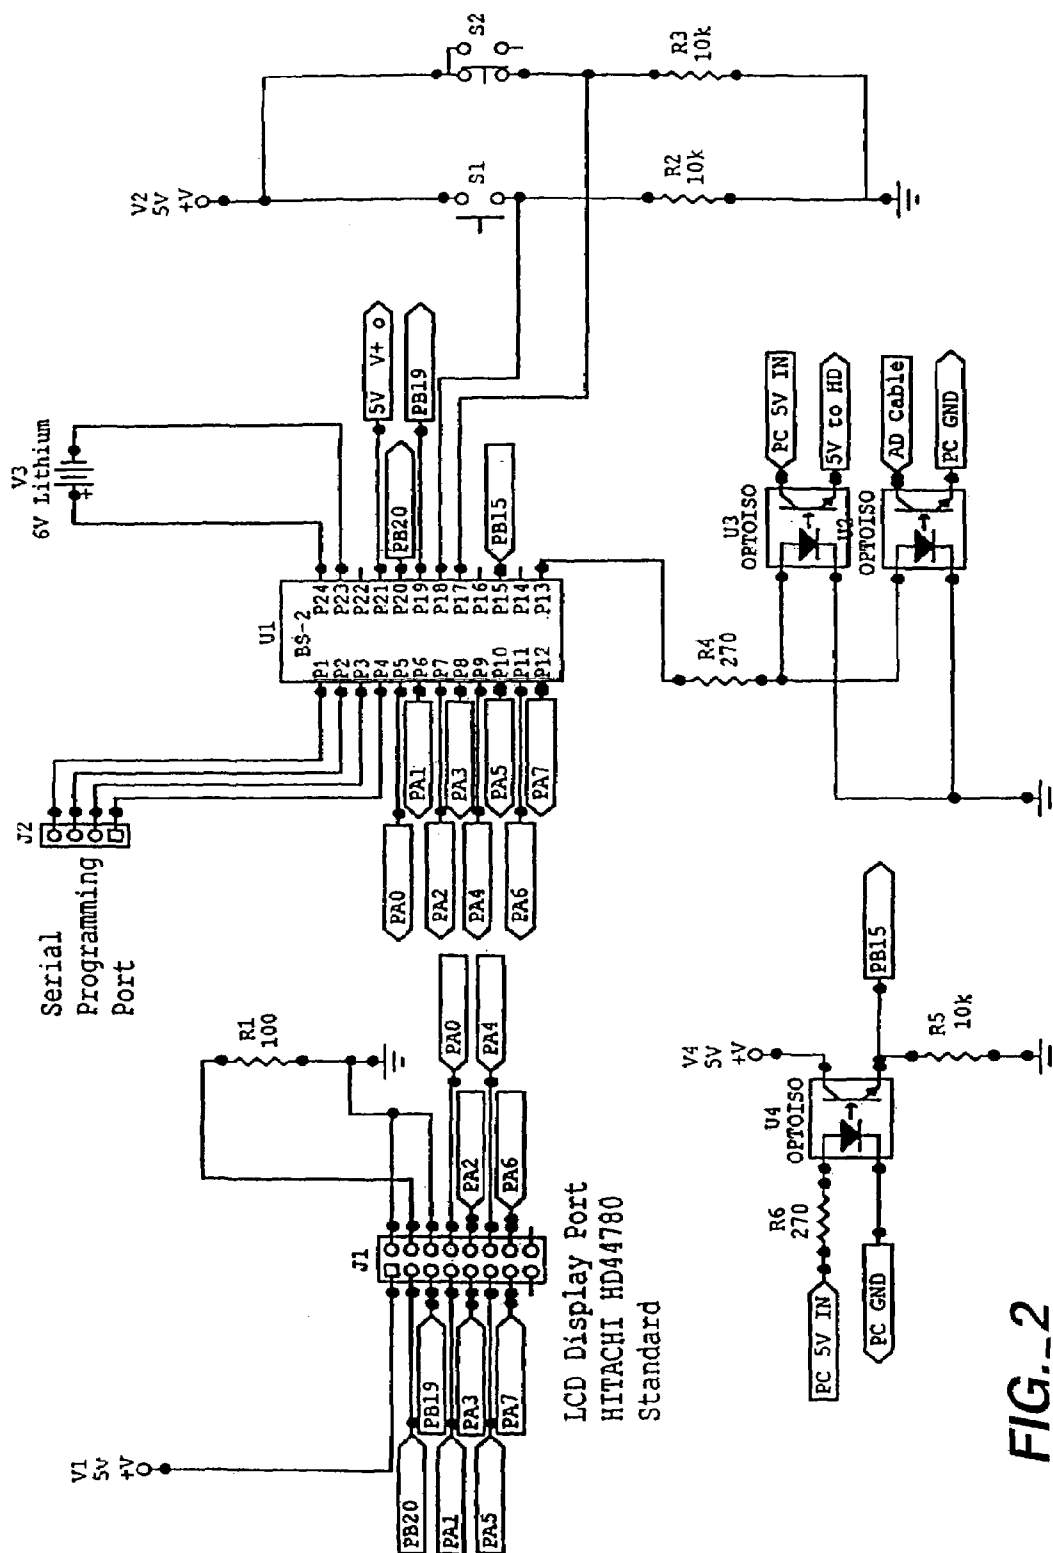 V1
5v
+V
PB20
PA1
PA5
PB19
PA3
PA7
J1
LCD Display Port
HITACHI HD44780
Standard
R1
100
PA2
PA6
PA0
PA4
Serial
Programming
Port
J2
PA0
PA2
PA4
PA6
PA1
PA3
PA5
PA7
U1
BS-2
P1
P2
P3
P4
P5
P6
P7
P8
P9
P10
P11
P12
P24
P23
P22
P21
P20
P19
P18
P17
P16
P15
P14
P13
V3
6V Lithium
+
PB20
PB15
5V V+
PB19
V2
5V
+V
S1
S2
R2
10k
R3
10k
PC 5V IN
PC GND
R6
270
U4
OPTOISO
V4
5V
+V
R5
10k
PB15
R4
270
U3
OPTOISO
OPTOISO
PC 5V IN
5V to HD
AD Cable
PC GND
FIG._2